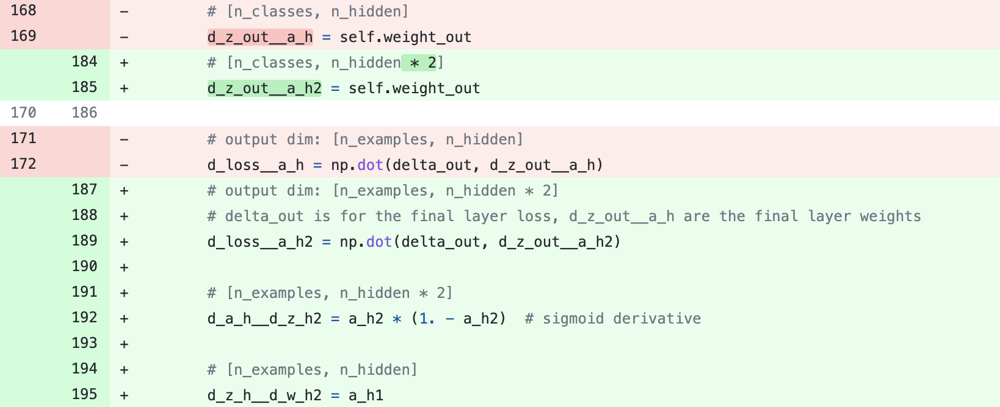 168 - # [n_classes, n_hidden]
169 - d_z_out__a_h = self.weight_out
184 + # [n_classes, n_hidden * 2]
185 + d_z_out__a_h2 = self.weight_out
170 186
171 - # output dim: [n_examples, n_hidden]
172 - d_loss__a_h = np.dot(delta_out, d_z_out__a_h)
187 + # output dim: [n_examples, n_hidden * 2]
188 + # delta_out is for the final layer loss, d_z_out__a_h are the final layer weights
189 + d_loss__a_h2 = np.dot(delta_out, d_z_out__a_h2)
190 +
191 + # [n_examples, n_hidden * 2]
192 + d_a_h__d_z_h2 = a_h2 * (1. - a_h2)  # sigmoid derivative
193 +
194 + # [n_examples, n_hidden]
195 + d_z_h__d_w_h2 = a_h1